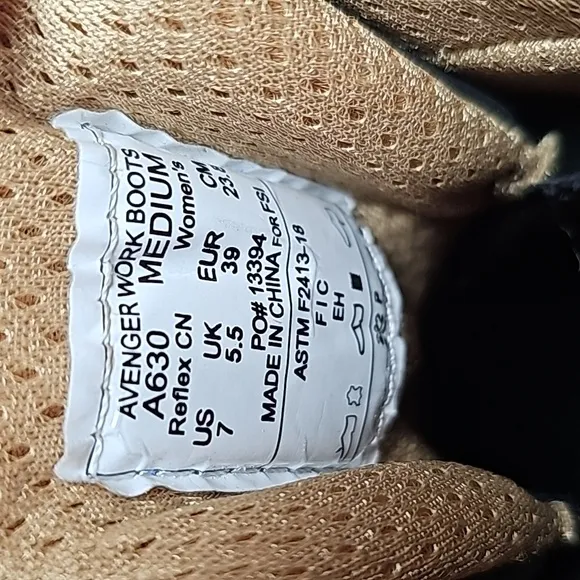 AVENGER WORK BOOTS
A630 MEDIUM
Reflex CN Women's
US UK EUR CM
7 5.5 39
PO# 13394
MADE IN CHINA FOR FSI
ASTM F2413-18
F I C
EH